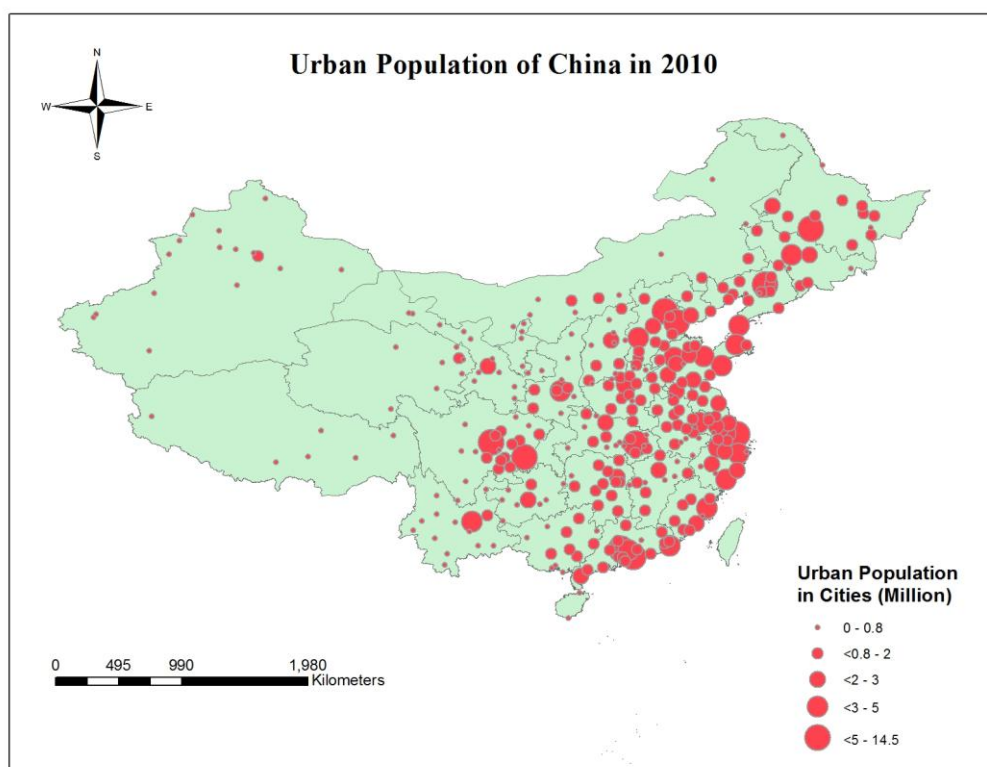 Urban Population of China in 2010
N
W E
S
Urban Population
in Cities (Million)
0 - 0.8
<0.8 - 2
<2 - 3
<3 - 5
<5 - 14.5
0 495 990 1,980
Kilometers